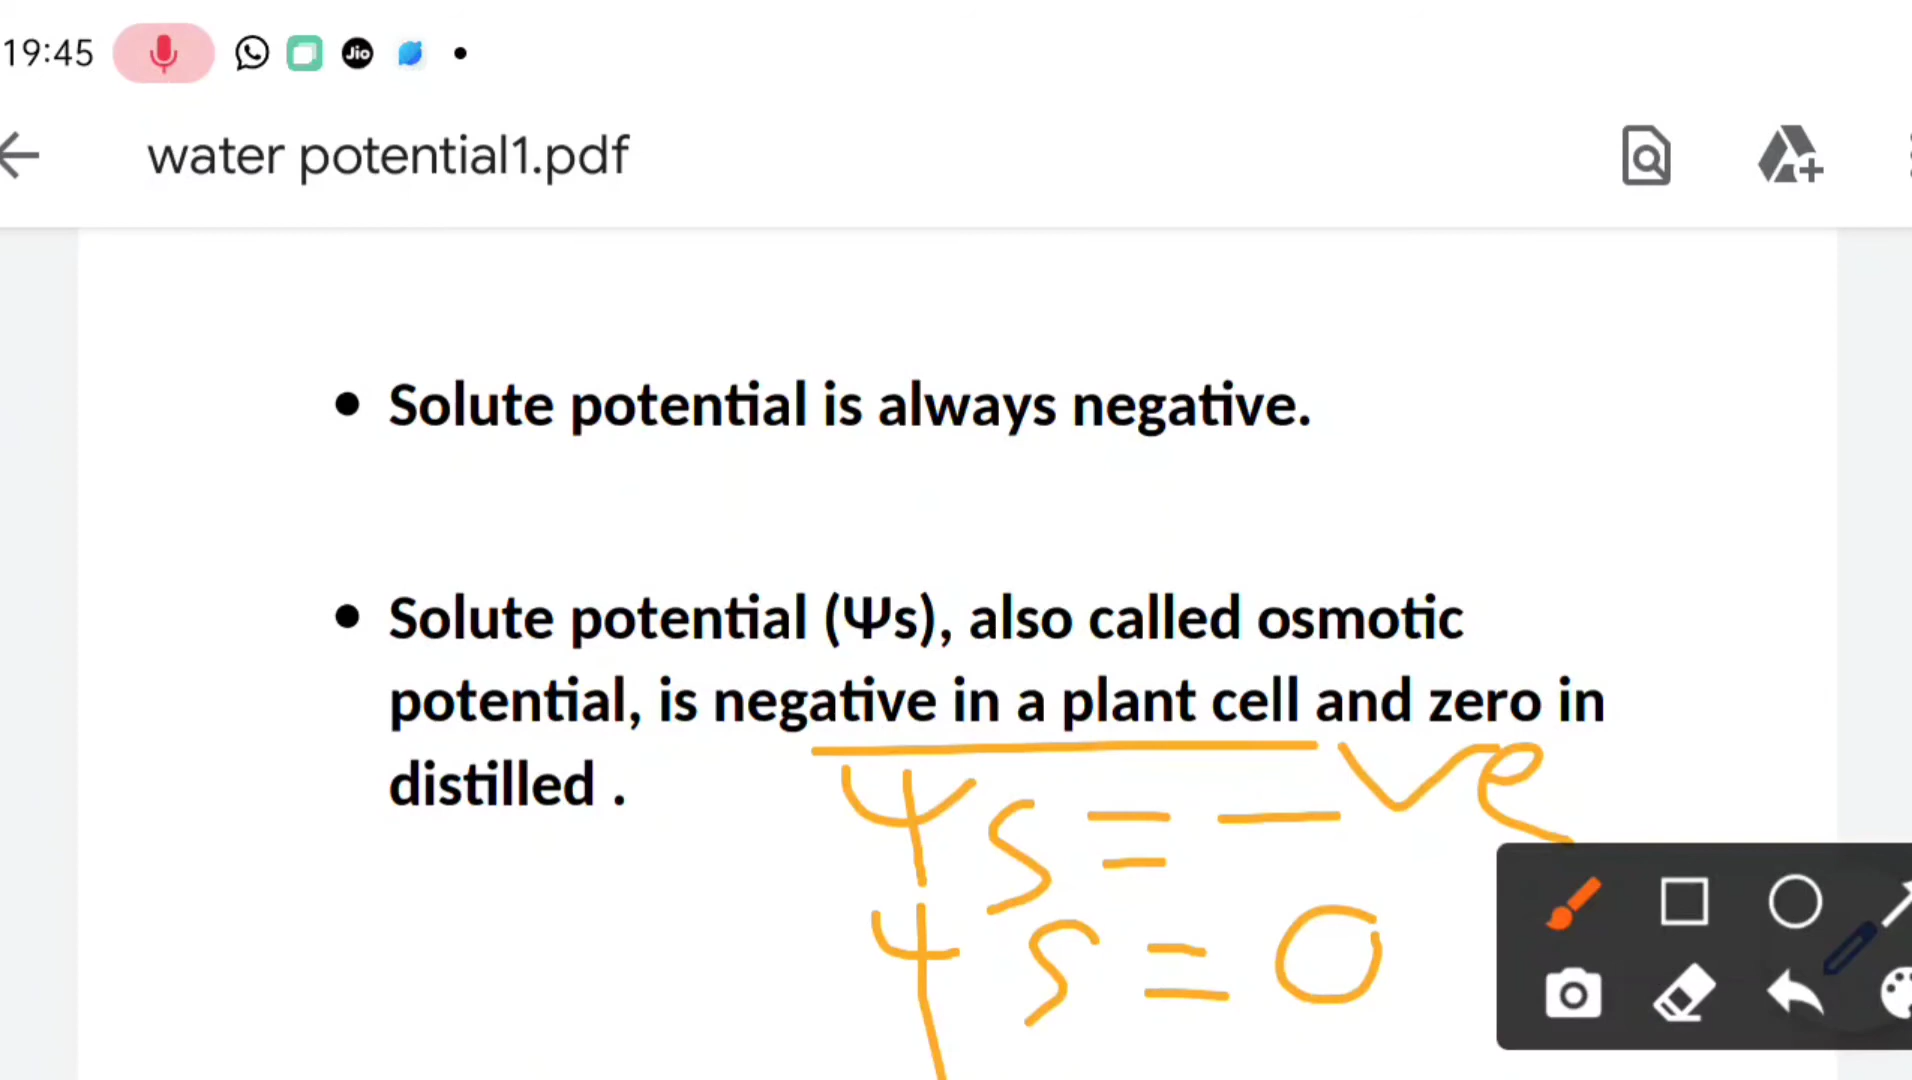 19:45
Jio
water potential1.pdf
• Solute potential is always negative.
• Solute potential (Ψs), also called osmotic
potential, is negative in a plant cell and zero in
distilled .
Ψs = – ve
Ψs = 0